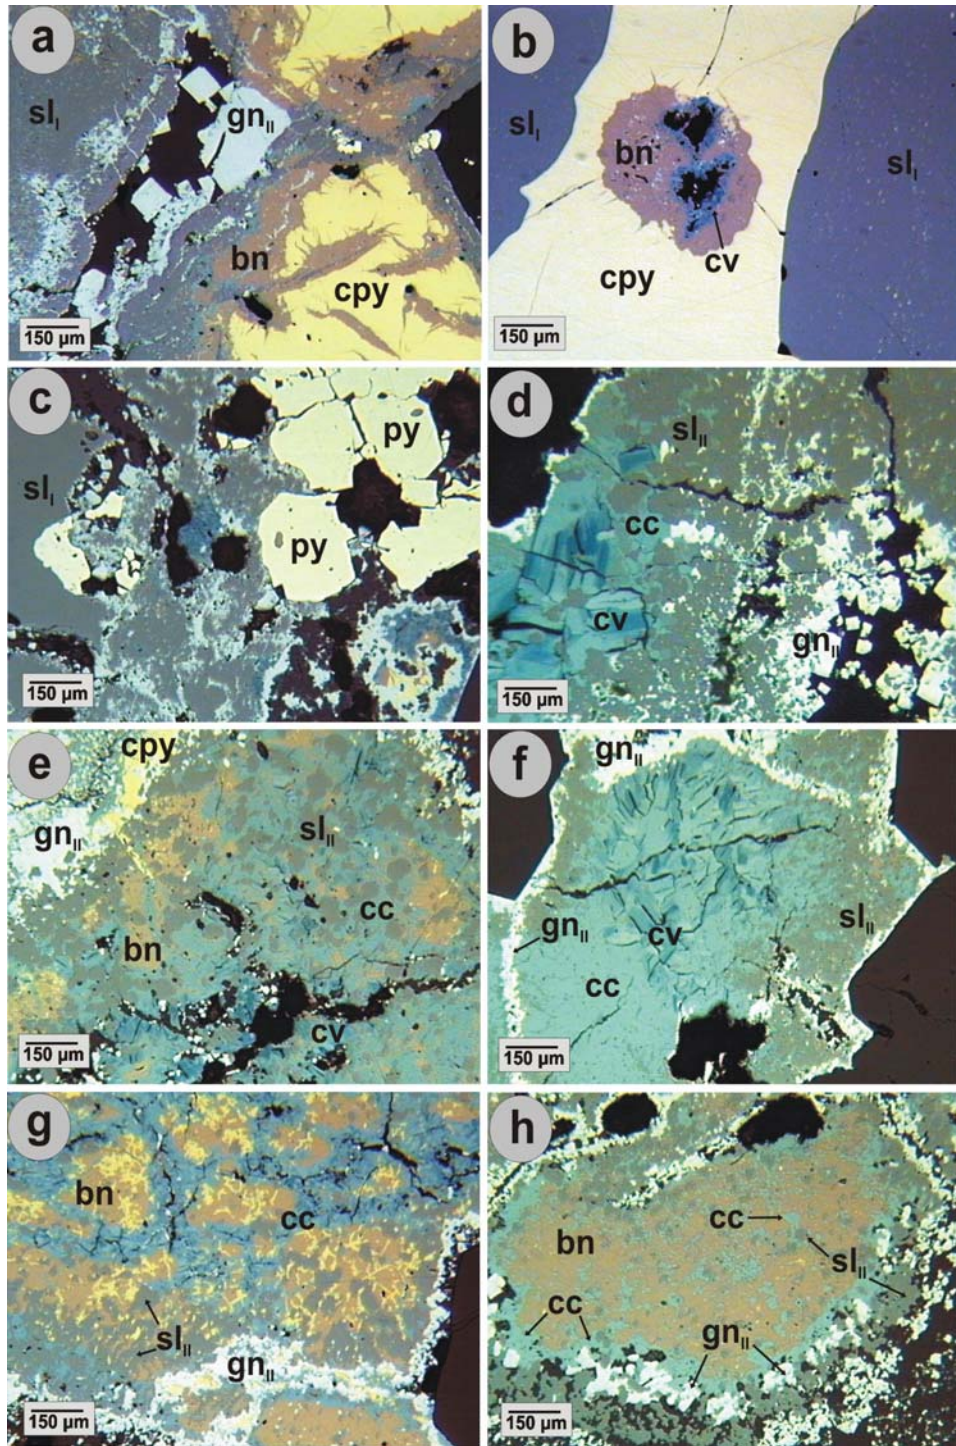 a
sl_I
gn_II
bn
cpy
150 µm
b
sl_I
bn
sl_I
cv
cpy
150 µm
c
py
sl_I
py
150 µm
d
sl_II
cc
cv
gn_II
150 µm
e
cpy
gn_II
sl_II
cc
bn
cv
150 µm
f
gn_II
gn_II
cv
sl_II
cc
150 µm
g
bn
cc
sl_II
gn_II
150 µm
h
cc
bn
sl_II
cc
gn_II
150 µm